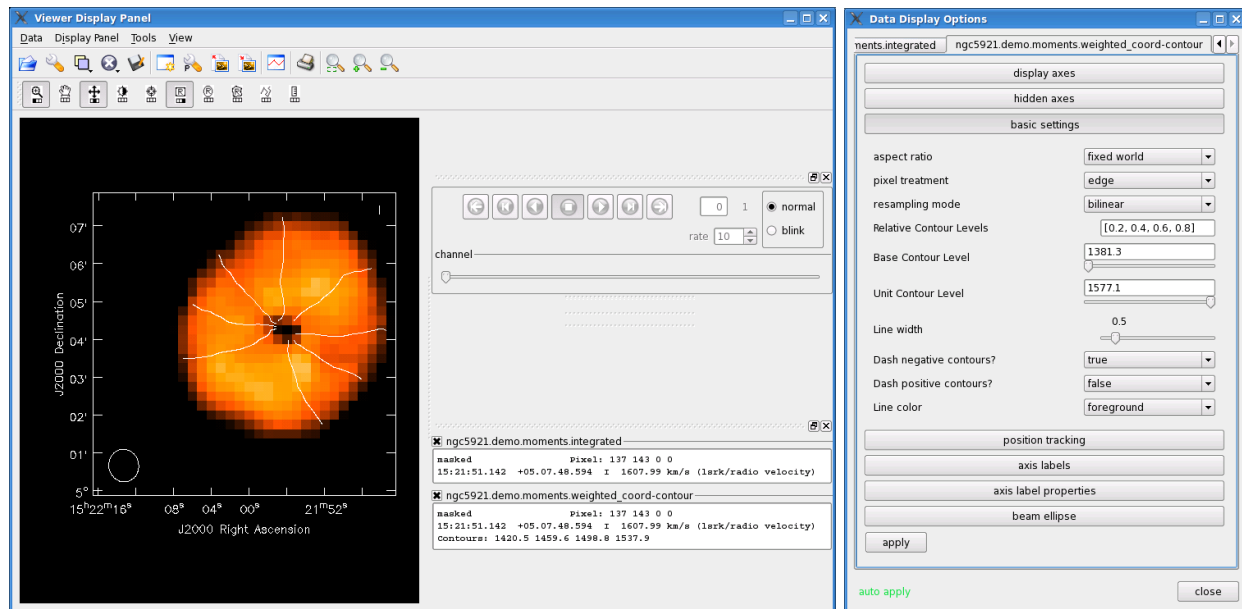 Viewer Display Panel
Data Display Panel Tools View
07'
06'
05'
04'
03'
02'
01'
5°
J2000 Declination
15ʰ22ᵐ16ˢ 08ˢ 04ˢ 00ˢ 21ᵐ52ˢ
J2000 Right Ascension
0 1
normal
rate 10
blink
channel
ngc5921.demo.moments.integrated
masked Pixel: 137 143 0 0
15:21:51.142 +05.07.48.594 I 1607.99 km/s (lsrk/radio velocity)
ngc5921.demo.moments.weighted_coord-contour
masked Pixel: 137 143 0 0
15:21:51.142 +05.07.48.594 I 1607.99 km/s (lsrk/radio velocity)
Contours: 1420.5 1459.6 1498.8 1537.9
Data Display Options
ments.integrated ngc5921.demo.moments.weighted_coord-contour
display axes
hidden axes
basic settings
aspect ratio fixed world
pixel treatment edge
resampling mode bilinear
Relative Contour Levels [0.2, 0.4, 0.6, 0.8]
Base Contour Level 1381.3
Unit Contour Level 1577.1
Line width 0.5
Dash negative contours? true
Dash positive contours? false
Line color foreground
position tracking
axis labels
axis label properties
beam ellipse
apply
auto apply close